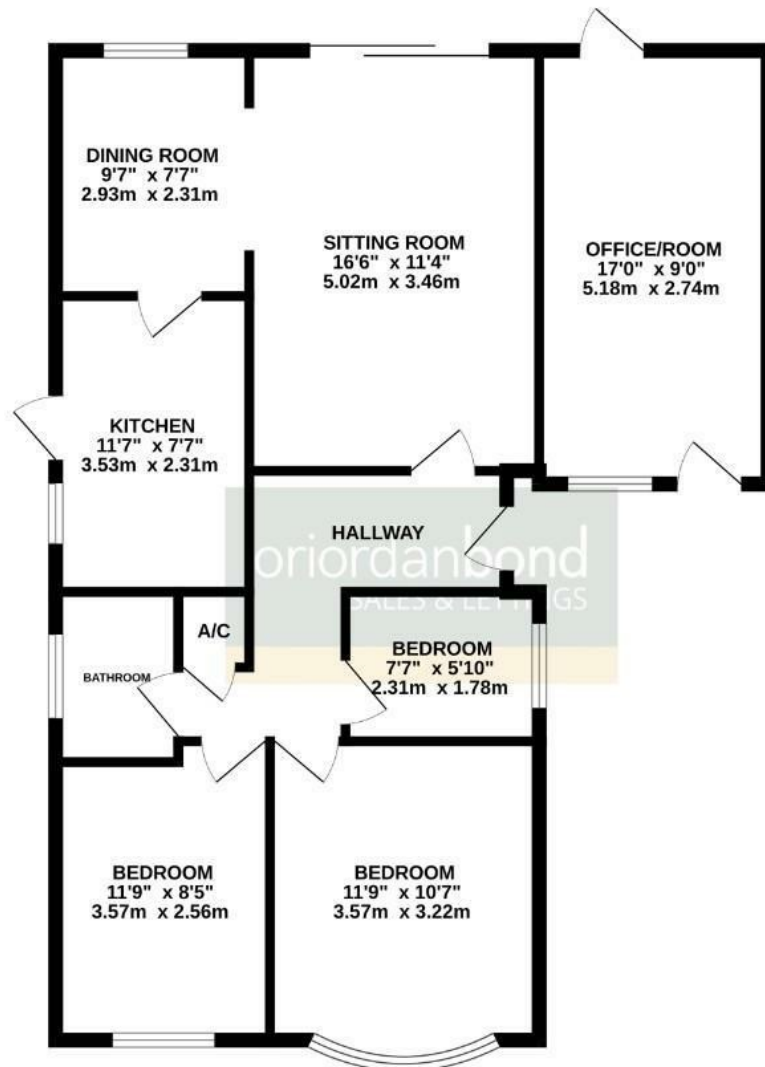 DINING ROOM
9'7" x 7'7"
2.93m x 2.31m
SITTING ROOM
16'6" x 11'4"
5.02m x 3.46m
OFFICE/ROOM
17'0" x 9'0"
5.18m x 2.74m
KITCHEN
11'7" x 7'7"
3.53m x 2.31m
HALLWAY
oriordanbond
SALES & LETTINGS
A/C
BATHROOM
BEDROOM
7'7" x 5'10"
2.31m x 1.78m
BEDROOM
11'9" x 8'5"
3.57m x 2.56m
BEDROOM
11'9" x 10'7"
3.57m x 3.22m